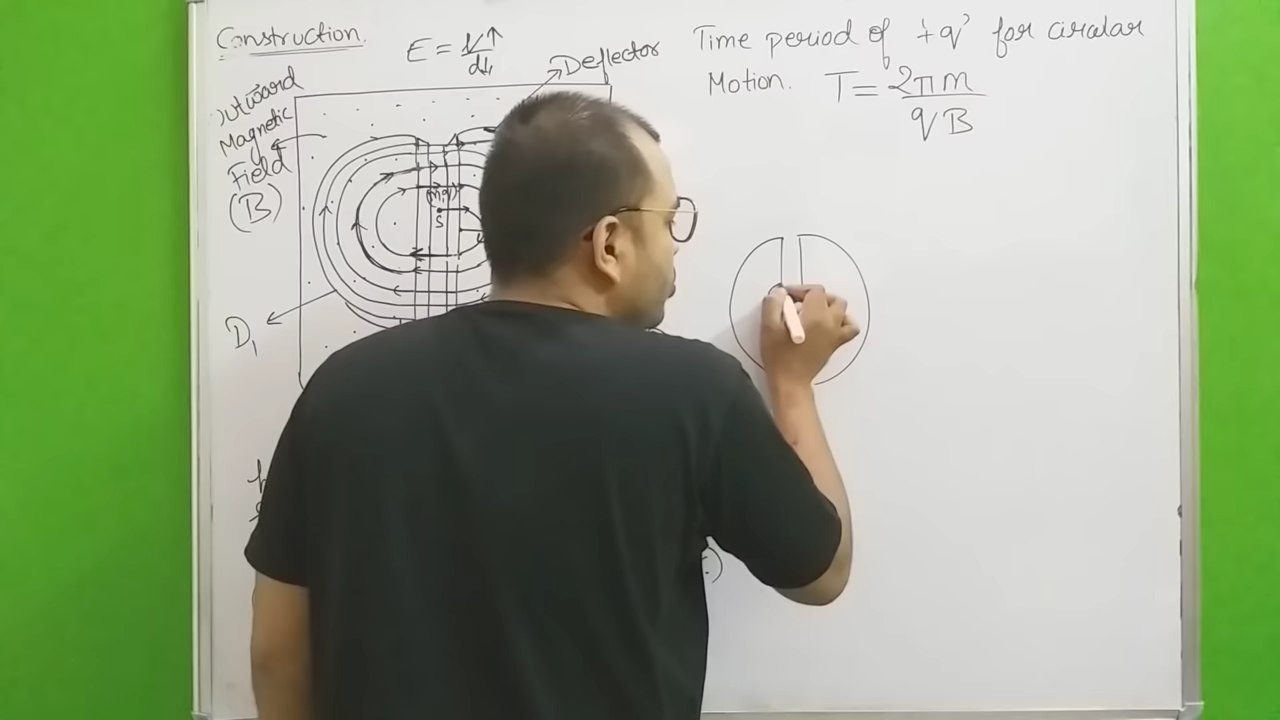 Construction.
E = V↑/d↓
Deflector
Outward
Magnetic
Field
(B)
(m,q)
S
D₁
Time period of '+q' for circular
Motion. T = 2πm/qB